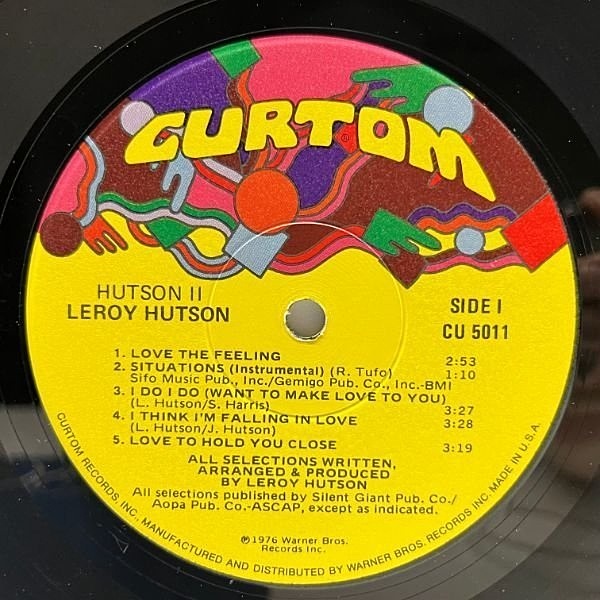 CURTOM
®
HUTSON II
LEROY HUTSON
SIDE I
CU 5011
1. LOVE THE FEELING 2:53
2. SITUATIONS (Instrumental) (R. Tufo) 1:10
Sifo Music Pub., Inc./Gemigo Pub. Co., Inc.-BMI
3. I DO I DO (WANT TO MAKE LOVE TO YOU)
(L. Hutson/S. Harris) 3:27
4. I THINK I'M FALLING IN LOVE 3:28
(L. Hutson/J. Hutson)
5. LOVE TO HOLD YOU CLOSE 3:19
ALL SELECTIONS WRITTEN,
ARRANGED & PRODUCED
BY LEROY HUTSON
All selections published by Silent Giant Pub. Co./
Aopa Pub. Co.-ASCAP, except as indicated.
℗1976 Warner Bros.
Records Inc.
CURTOM RECORDS, INC., MANUFACTURED AND DISTRIBUTED BY WARNER BROS. RECORDS INC. MADE IN U.S.A.